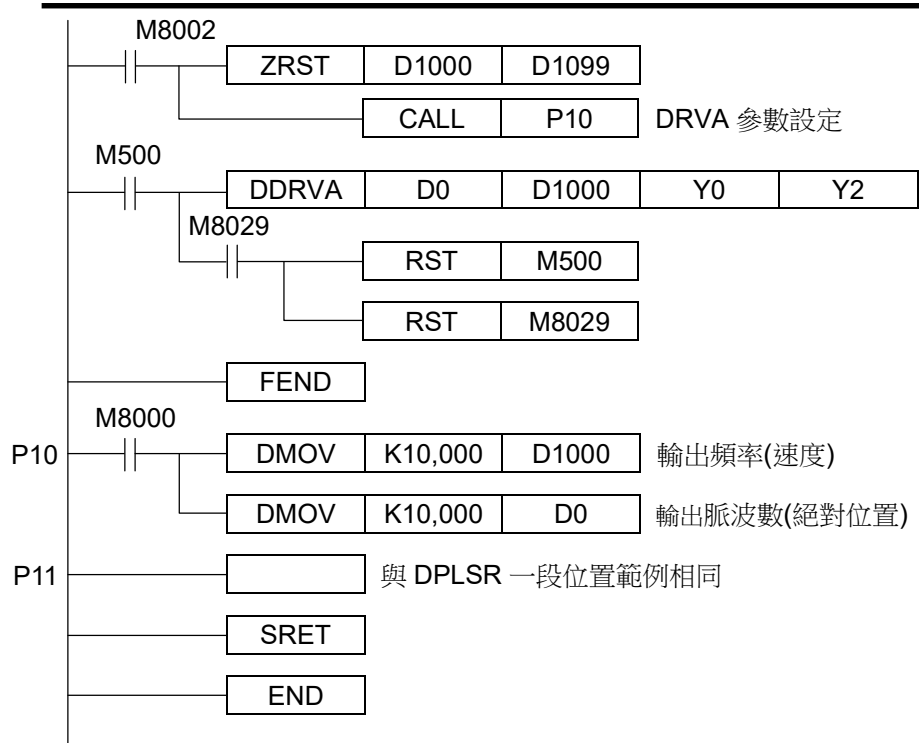 M8002
ZRST D1000 D1099
CALL P10 DRVA 參數設定
M500
DDRVA D0 D1000 Y0 Y2
M8029
RST M500
RST M8029
FEND
M8000
P10 DMOV K10,000 D1000 輸出頻率(速度)
DMOV K10,000 D0 輸出脈波數(絕對位置)
P11 與 DPLSR 一段位置範例相同
SRET
END